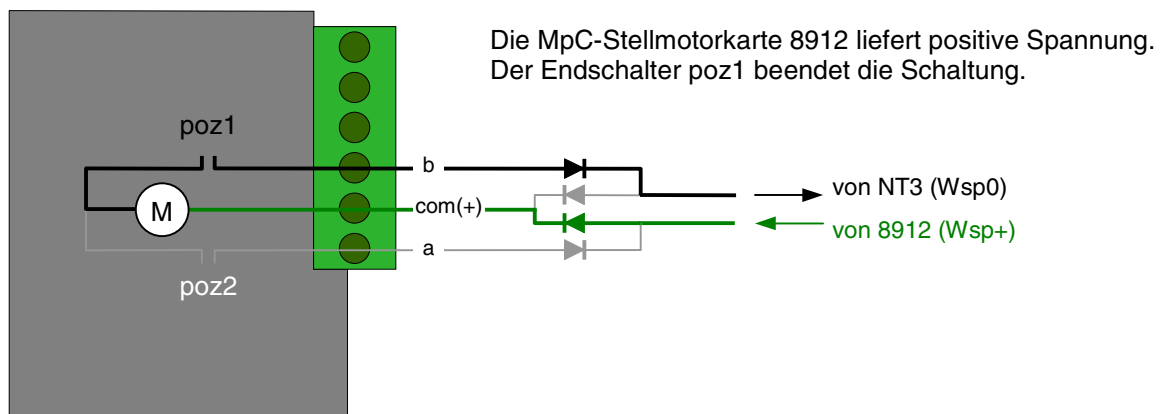 Die MpC-Stellmotorkarte 8912 liefert positive Spannung.
Der Endschalter poz1 beendet die Schaltung.
poz1
b
von NT3 (Wsp0)
M
com(+)
von 8912 (Wsp+)
a
poz2